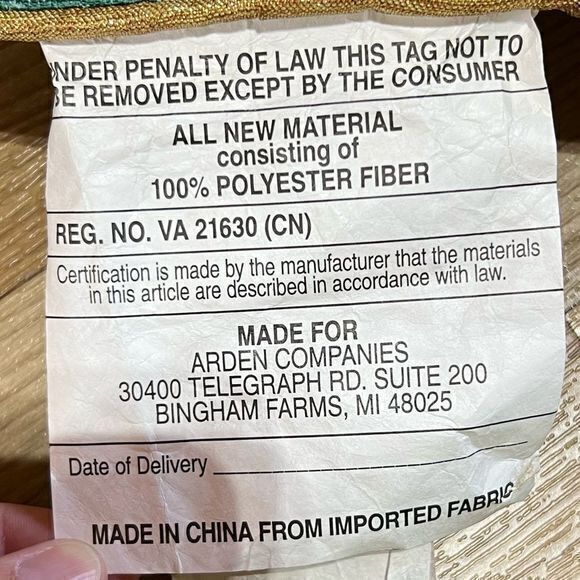 UNDER PENALTY OF LAW THIS TAG NOT TO
BE REMOVED EXCEPT BY THE CONSUMER
ALL NEW MATERIAL
consisting of
100% POLYESTER FIBER
REG. NO. VA 21630 (CN)
Certification is made by the manufacturer that the materials
in this article are described in accordance with law.
MADE FOR
ARDEN COMPANIES
30400 TELEGRAPH RD. SUITE 200
BINGHAM FARMS, MI 48025
Date of Delivery
MADE IN CHINA FROM IMPORTED FABRIC